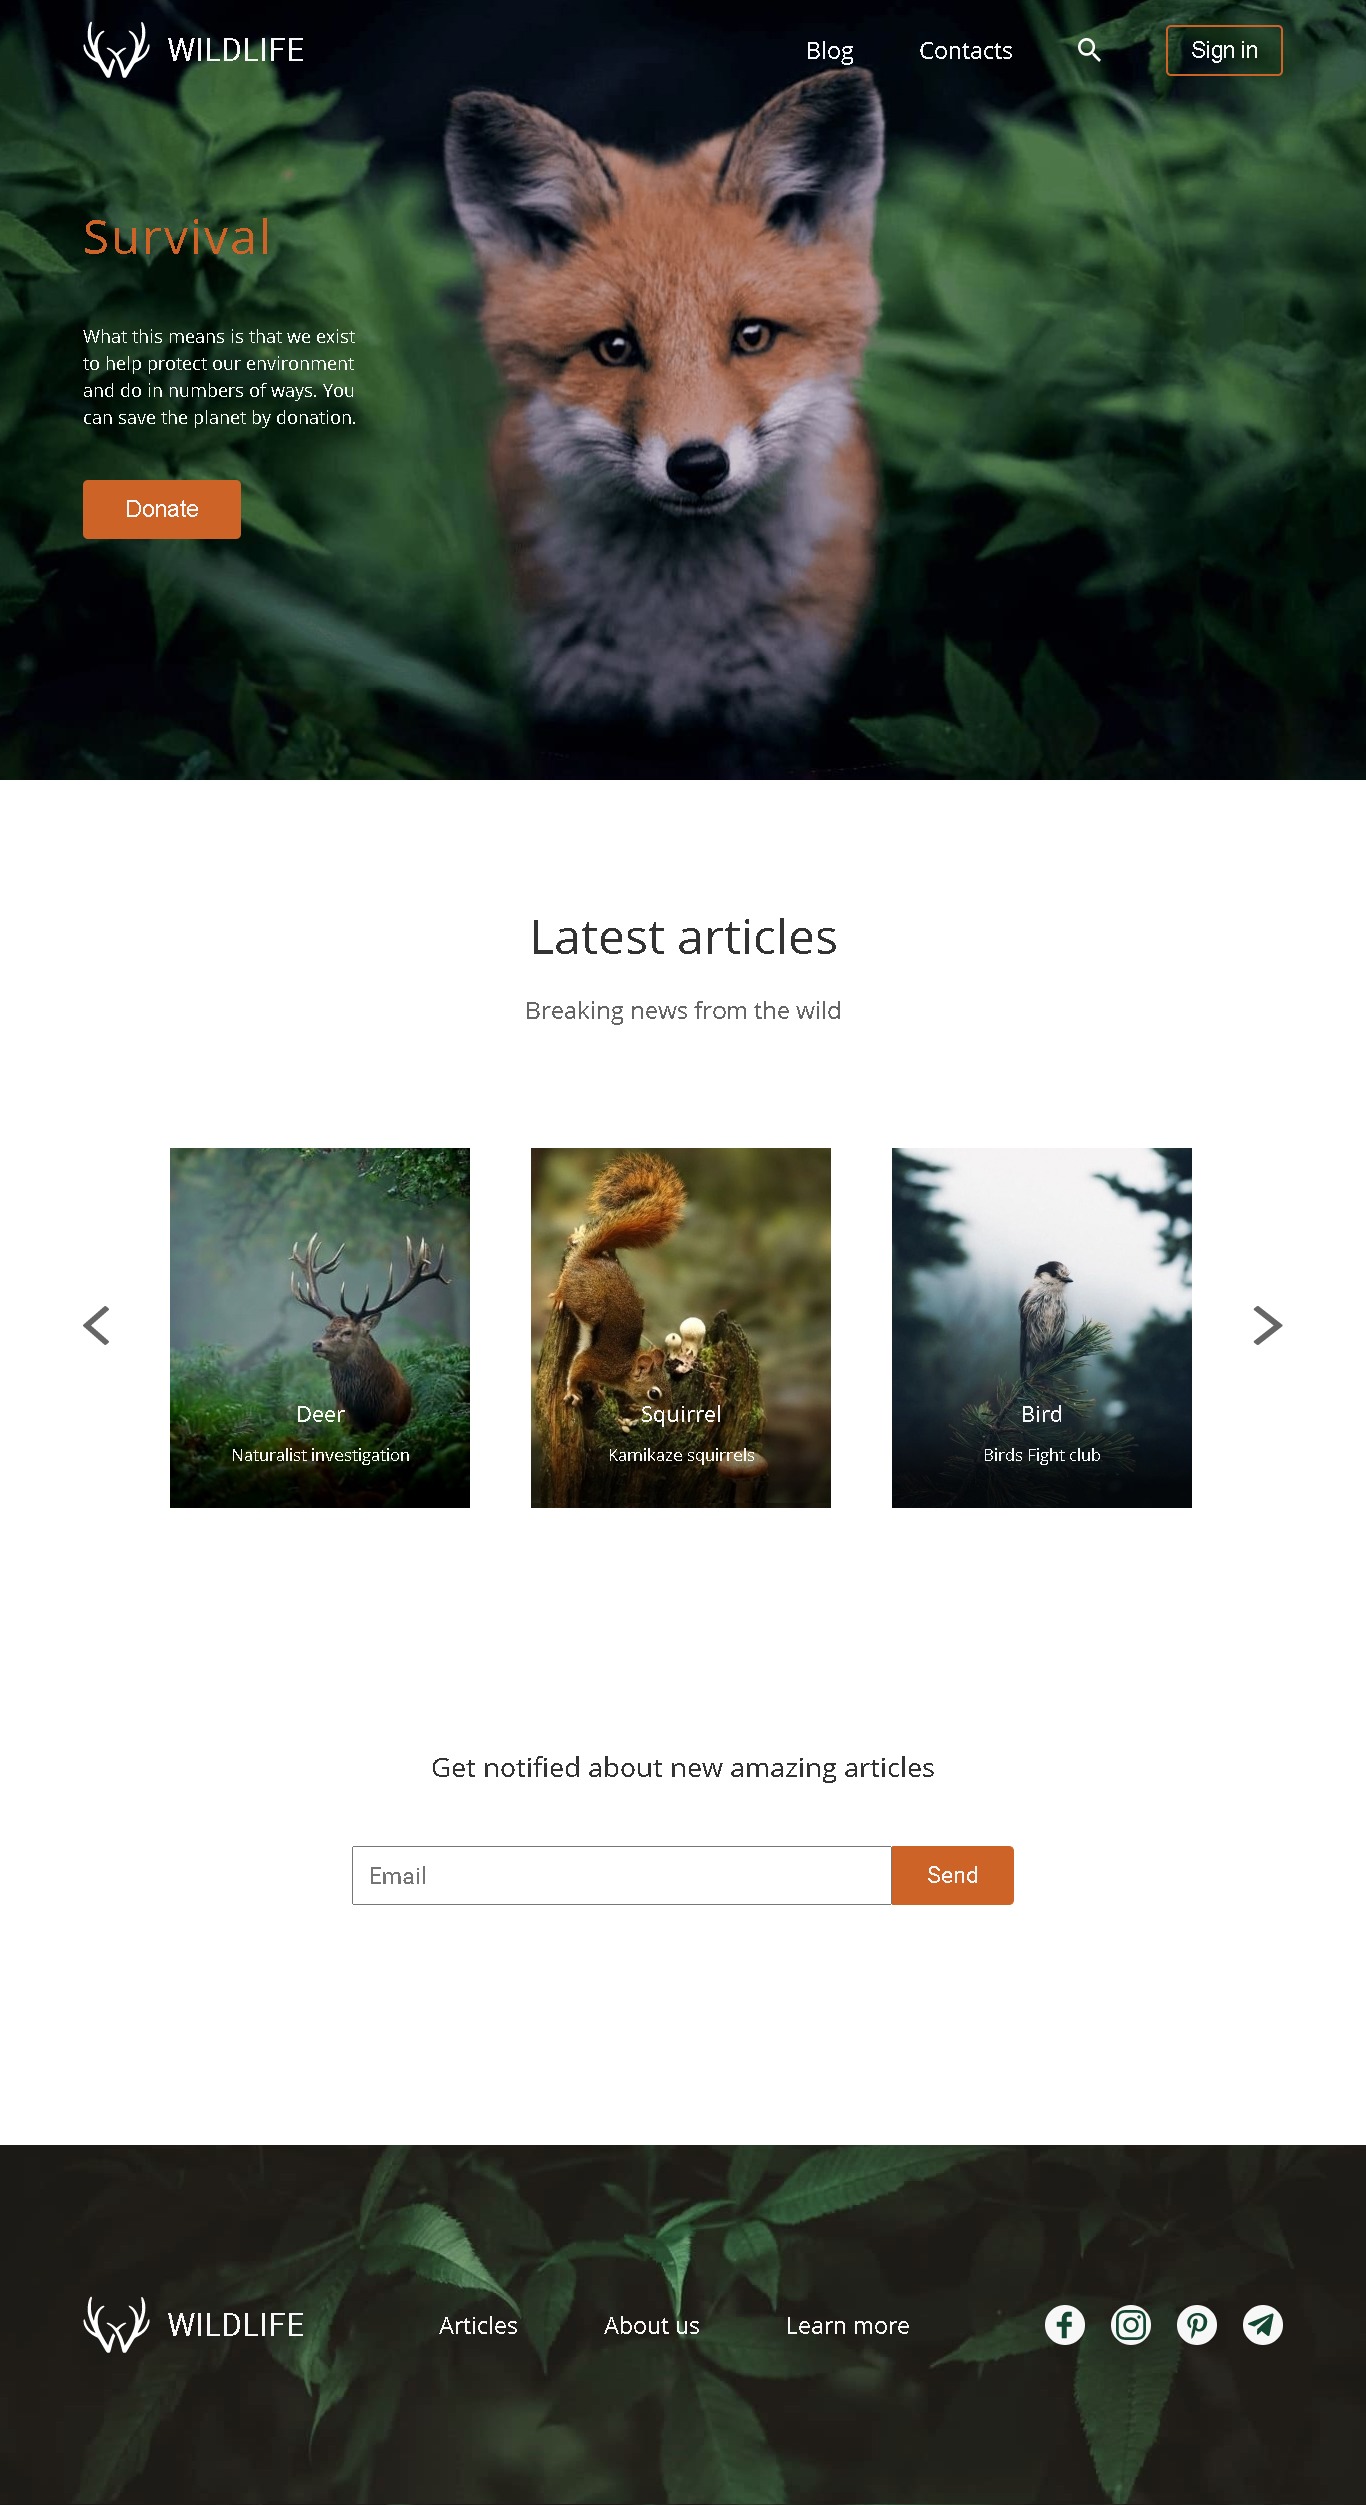 WILDLIFE
Blog
Contacts
Sign in
Survival
What this means is that we exist
to help protect our environment
and do in numbers of ways. You
can save the planet by donation.
Donate
Latest articles
Breaking news from the wild
Deer
Naturalist investigation
Squirrel
Kamikaze squirrels
Bird
Birds Fight club
Get notified about new amazing articles
Email
Send
WILDLIFE
Articles
About us
Learn more